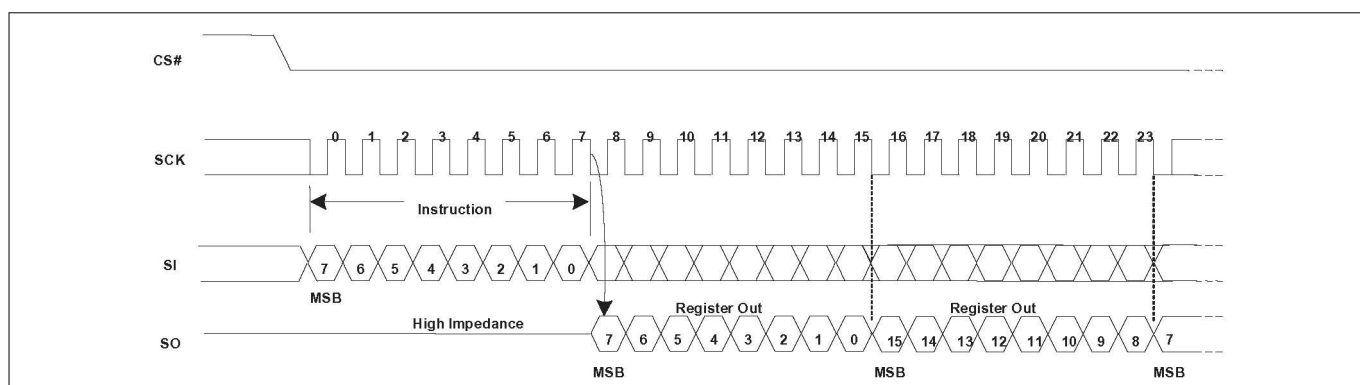 CS#
0 1 2 3 4 5 6 7 8 9 10 11 12 13 14 15 16 17 18 19 20 21 22 23
SCK
Instruction
SI 7 6 5 4 3 2 1 0
MSB
High Impedance Register Out Register Out
SO 7 6 5 4 3 2 1 0 15 14 13 12 11 10 9 8 7
MSB MSB MSB